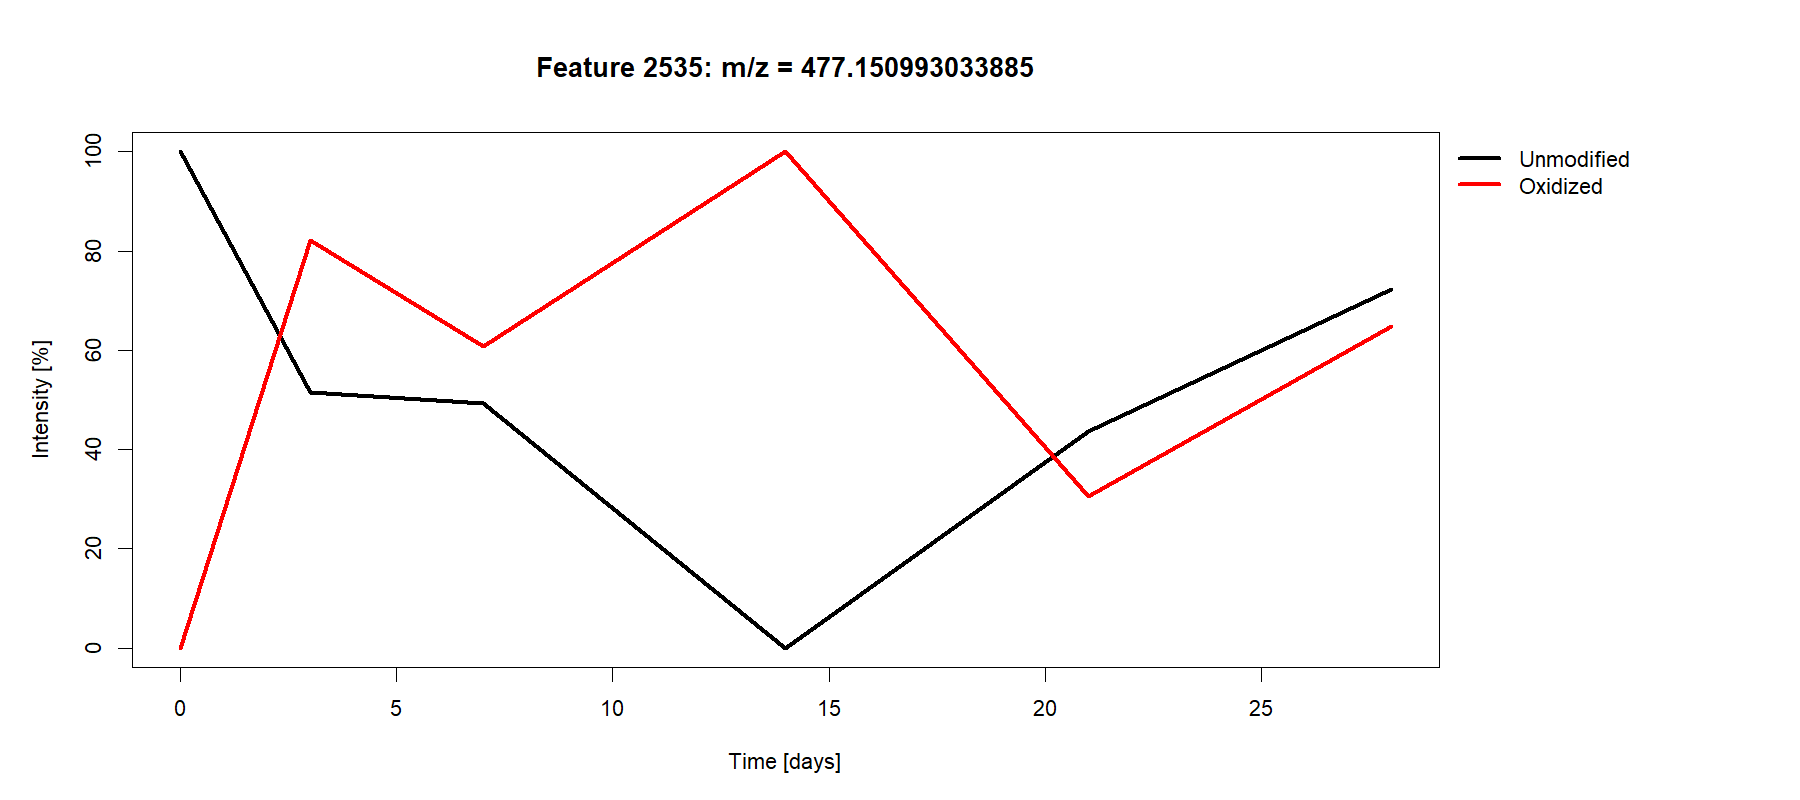 Feature 2535: m/z = 477.150993033885
Unmodified
Oxidized
100
80
60
40
20
0
Intensity [%]
0 5 10 15 20 25
Time [days]